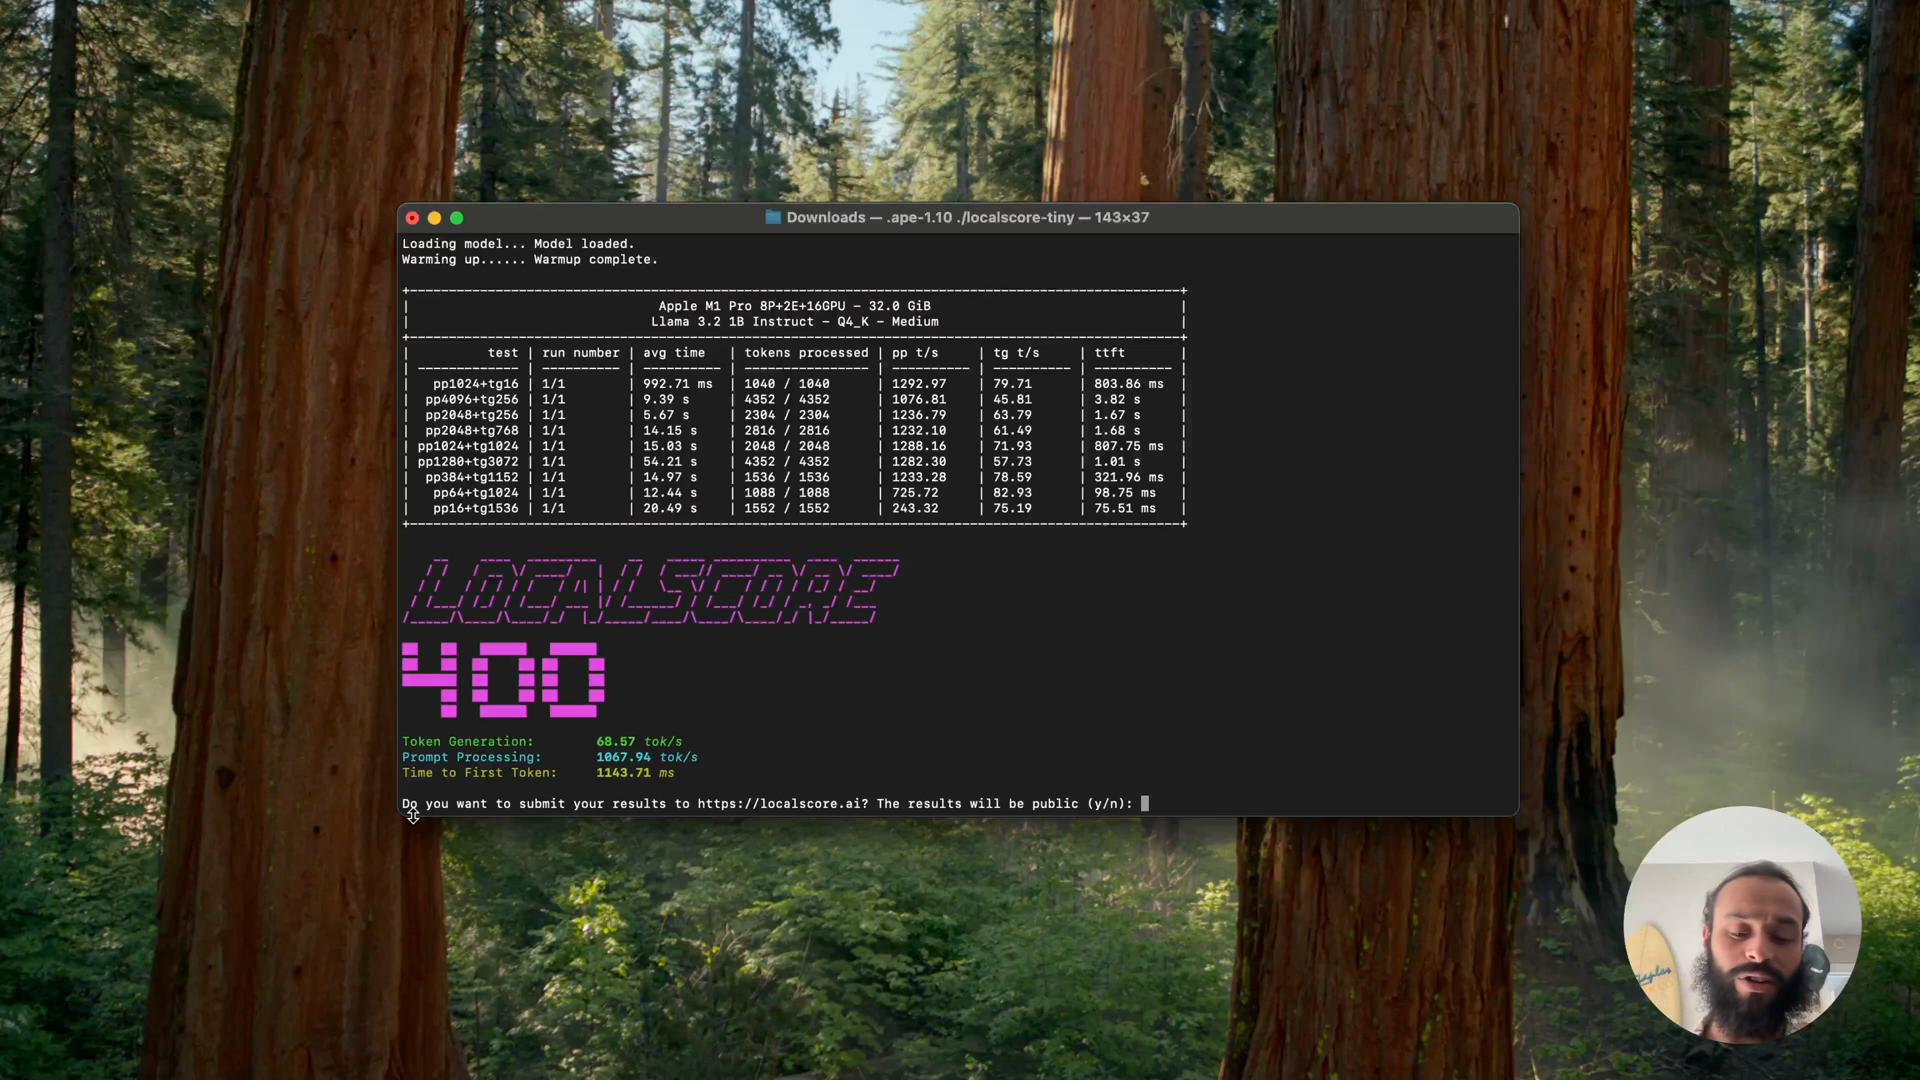 Downloads — .ape-1.10 ./localscore-tiny — 143×37
Loading model... Model loaded.
Warming up...... Warmup complete.
Apple M1 Pro 8P+2E+16GPU - 32.0 GiB
Llama 3.2 1B Instruct - Q4_K - Medium
test | run number | avg time | tokens processed | pp t/s | tg t/s | ttft
pp1024+tg16 | 1/1 | 992.71 ms | 1040 / 1040 | 1292.97 | 79.71 | 803.86 ms
pp4096+tg256 | 1/1 | 9.39 s | 4352 / 4352 | 1076.81 | 45.81 | 3.82 s
pp2048+tg256 | 1/1 | 5.67 s | 2304 / 2304 | 1236.79 | 63.79 | 1.67 s
pp2048+tg768 | 1/1 | 14.15 s | 2816 / 2816 | 1232.10 | 61.49 | 1.68 s
pp1024+tg1024 | 1/1 | 15.03 s | 2048 / 2048 | 1288.16 | 71.93 | 807.75 ms
pp1280+tg3072 | 1/1 | 54.21 s | 4352 / 4352 | 1282.30 | 57.73 | 1.01 s
pp384+tg1152 | 1/1 | 14.97 s | 1536 / 1536 | 1233.28 | 78.59 | 321.96 ms
pp64+tg1024 | 1/1 | 12.44 s | 1088 / 1088 | 725.72 | 82.93 | 98.75 ms
pp16+tg1536 | 1/1 | 20.49 s | 1552 / 1552 | 243.32 | 75.19 | 75.51 ms
LOCALSCORE
400
Token Generation: 68.57 tok/s
Prompt Processing: 1067.94 tok/s
Time to First Token: 1143.71 ms
Do you want to submit your results to https://localscore.ai? The results will be public (y/n):